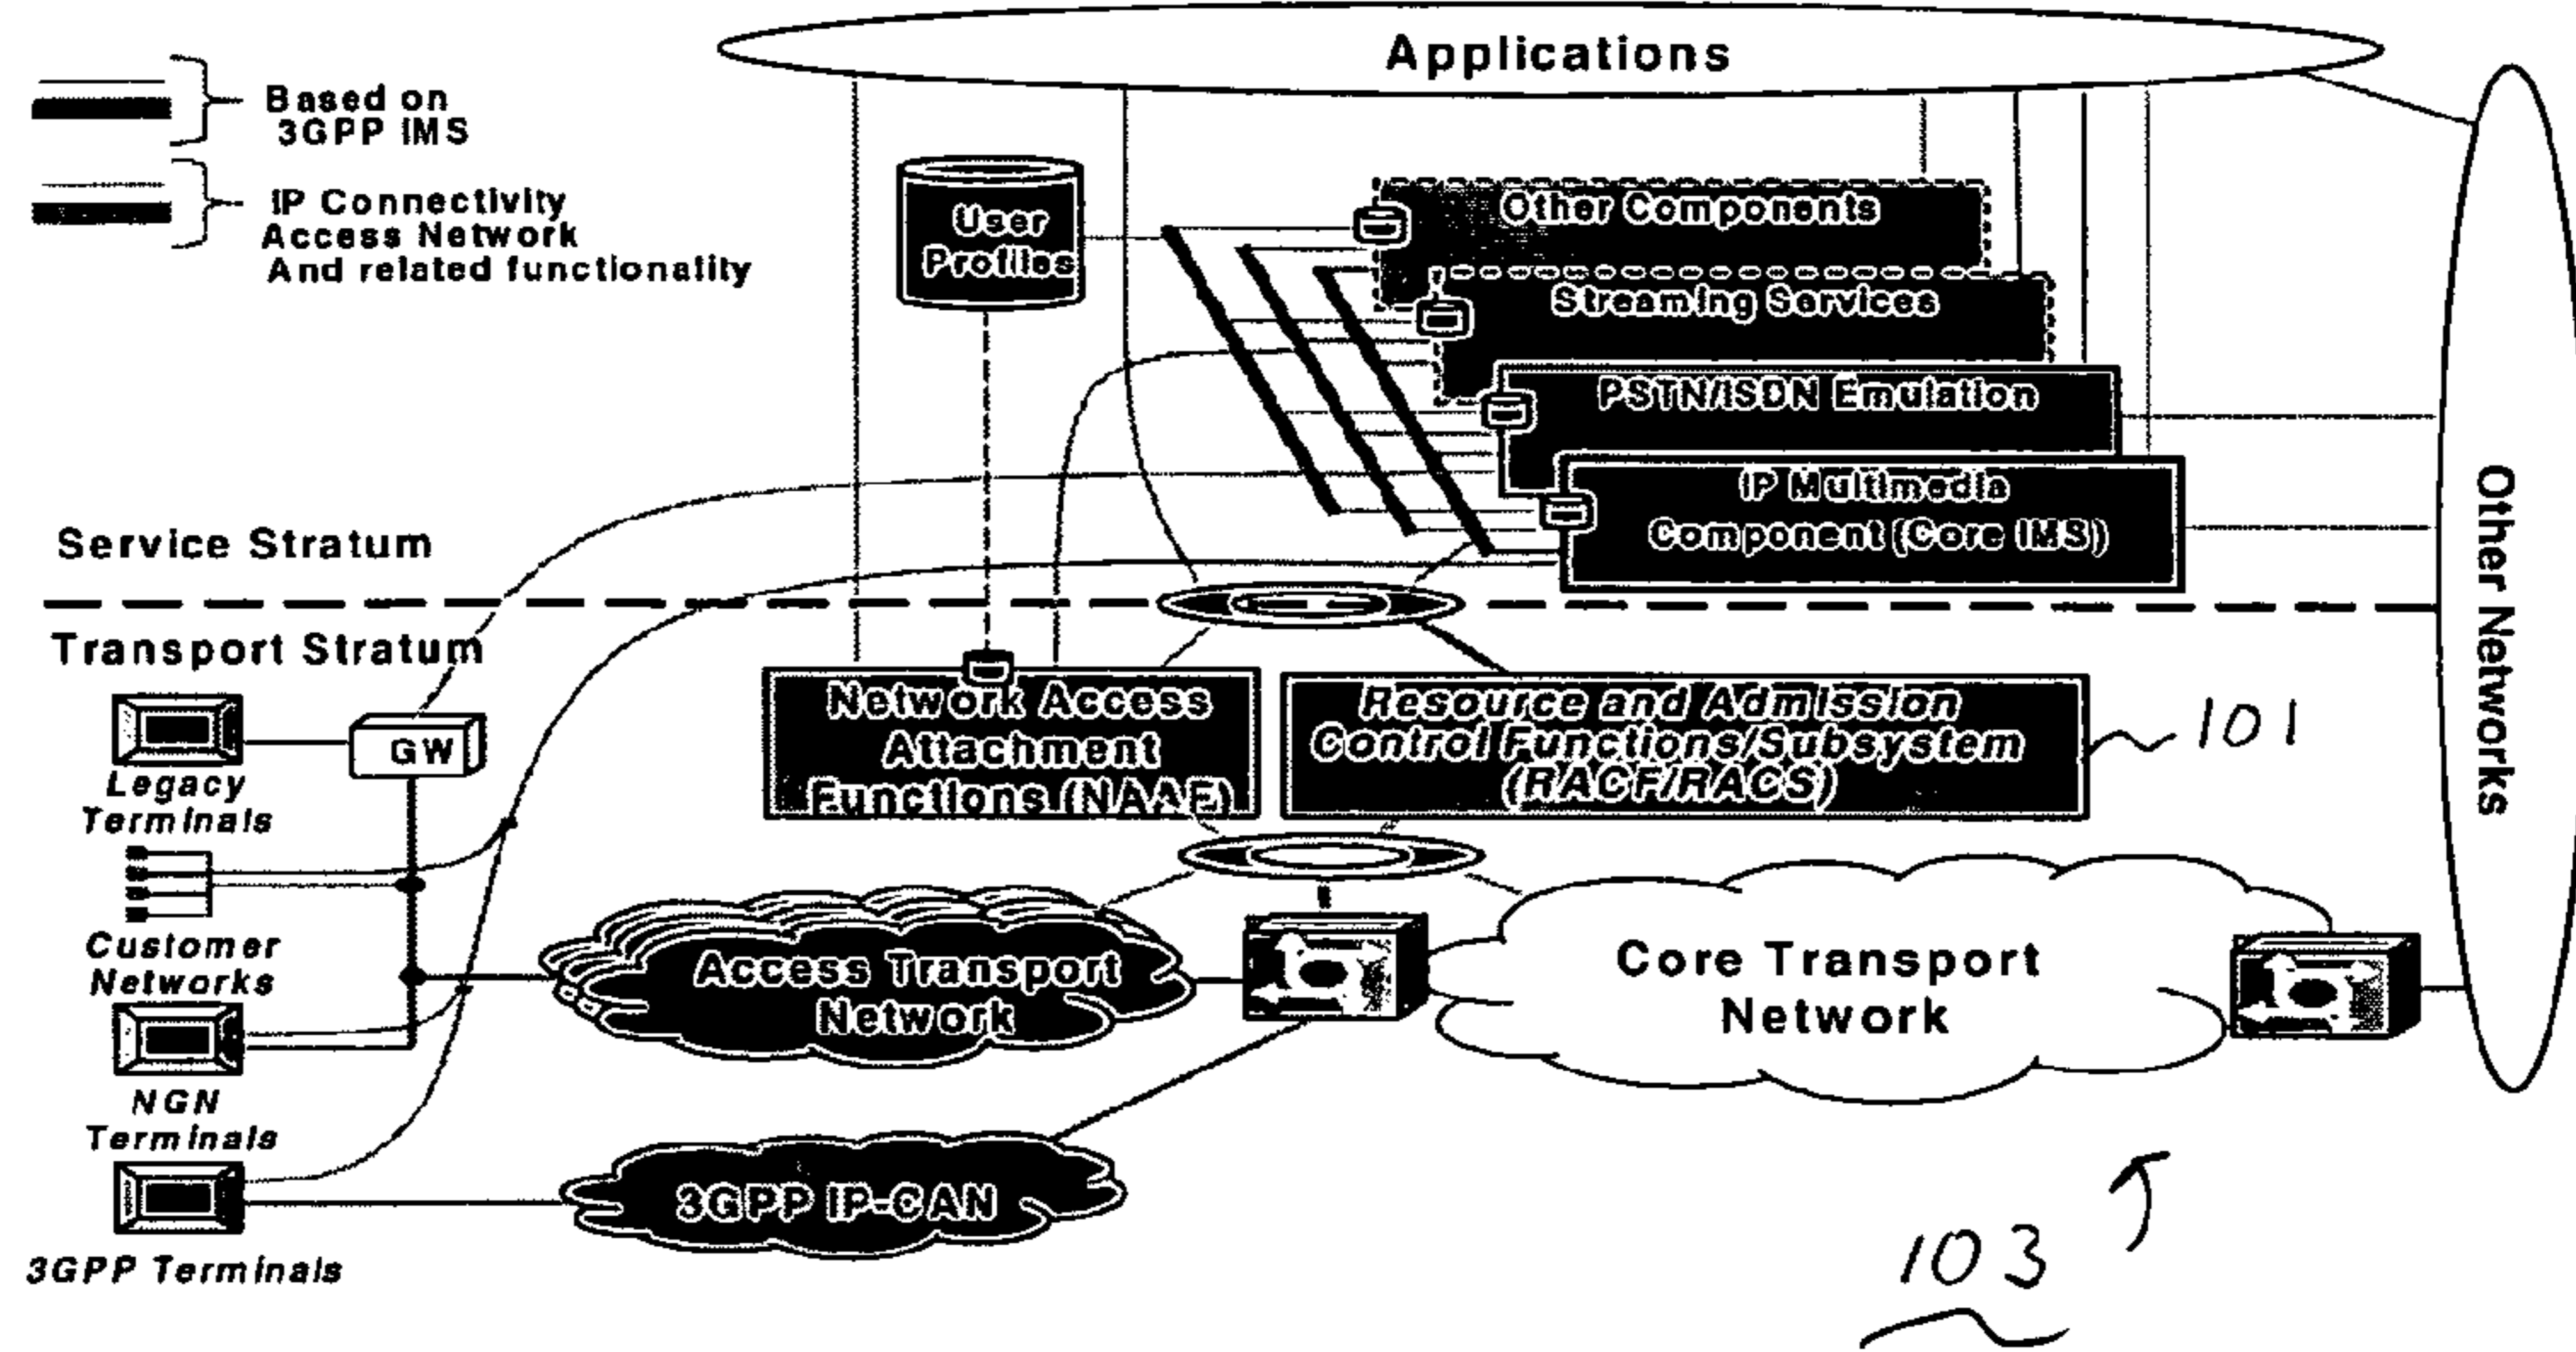 Applications
Based on
3GPP IMS
IP Connectivity
Access Network
And related functionality
User
Profiles
Other Components
Streaming Services
PSTN/ISDN Emulation
IP Multimedia
Component (Core IMS)
Other Networks
Service Stratum
Transport Stratum
Network Access
Attachment
Functions (NAAF)
Resource and Admission
Control Functions/Subsystem
(RACF/RACS)
101
GW
Legacy
Terminals
Customer
Networks
NGN
Terminals
3GPP Terminals
Access Transport
Network
Core Transport
Network
3GPP IP-CAN
103